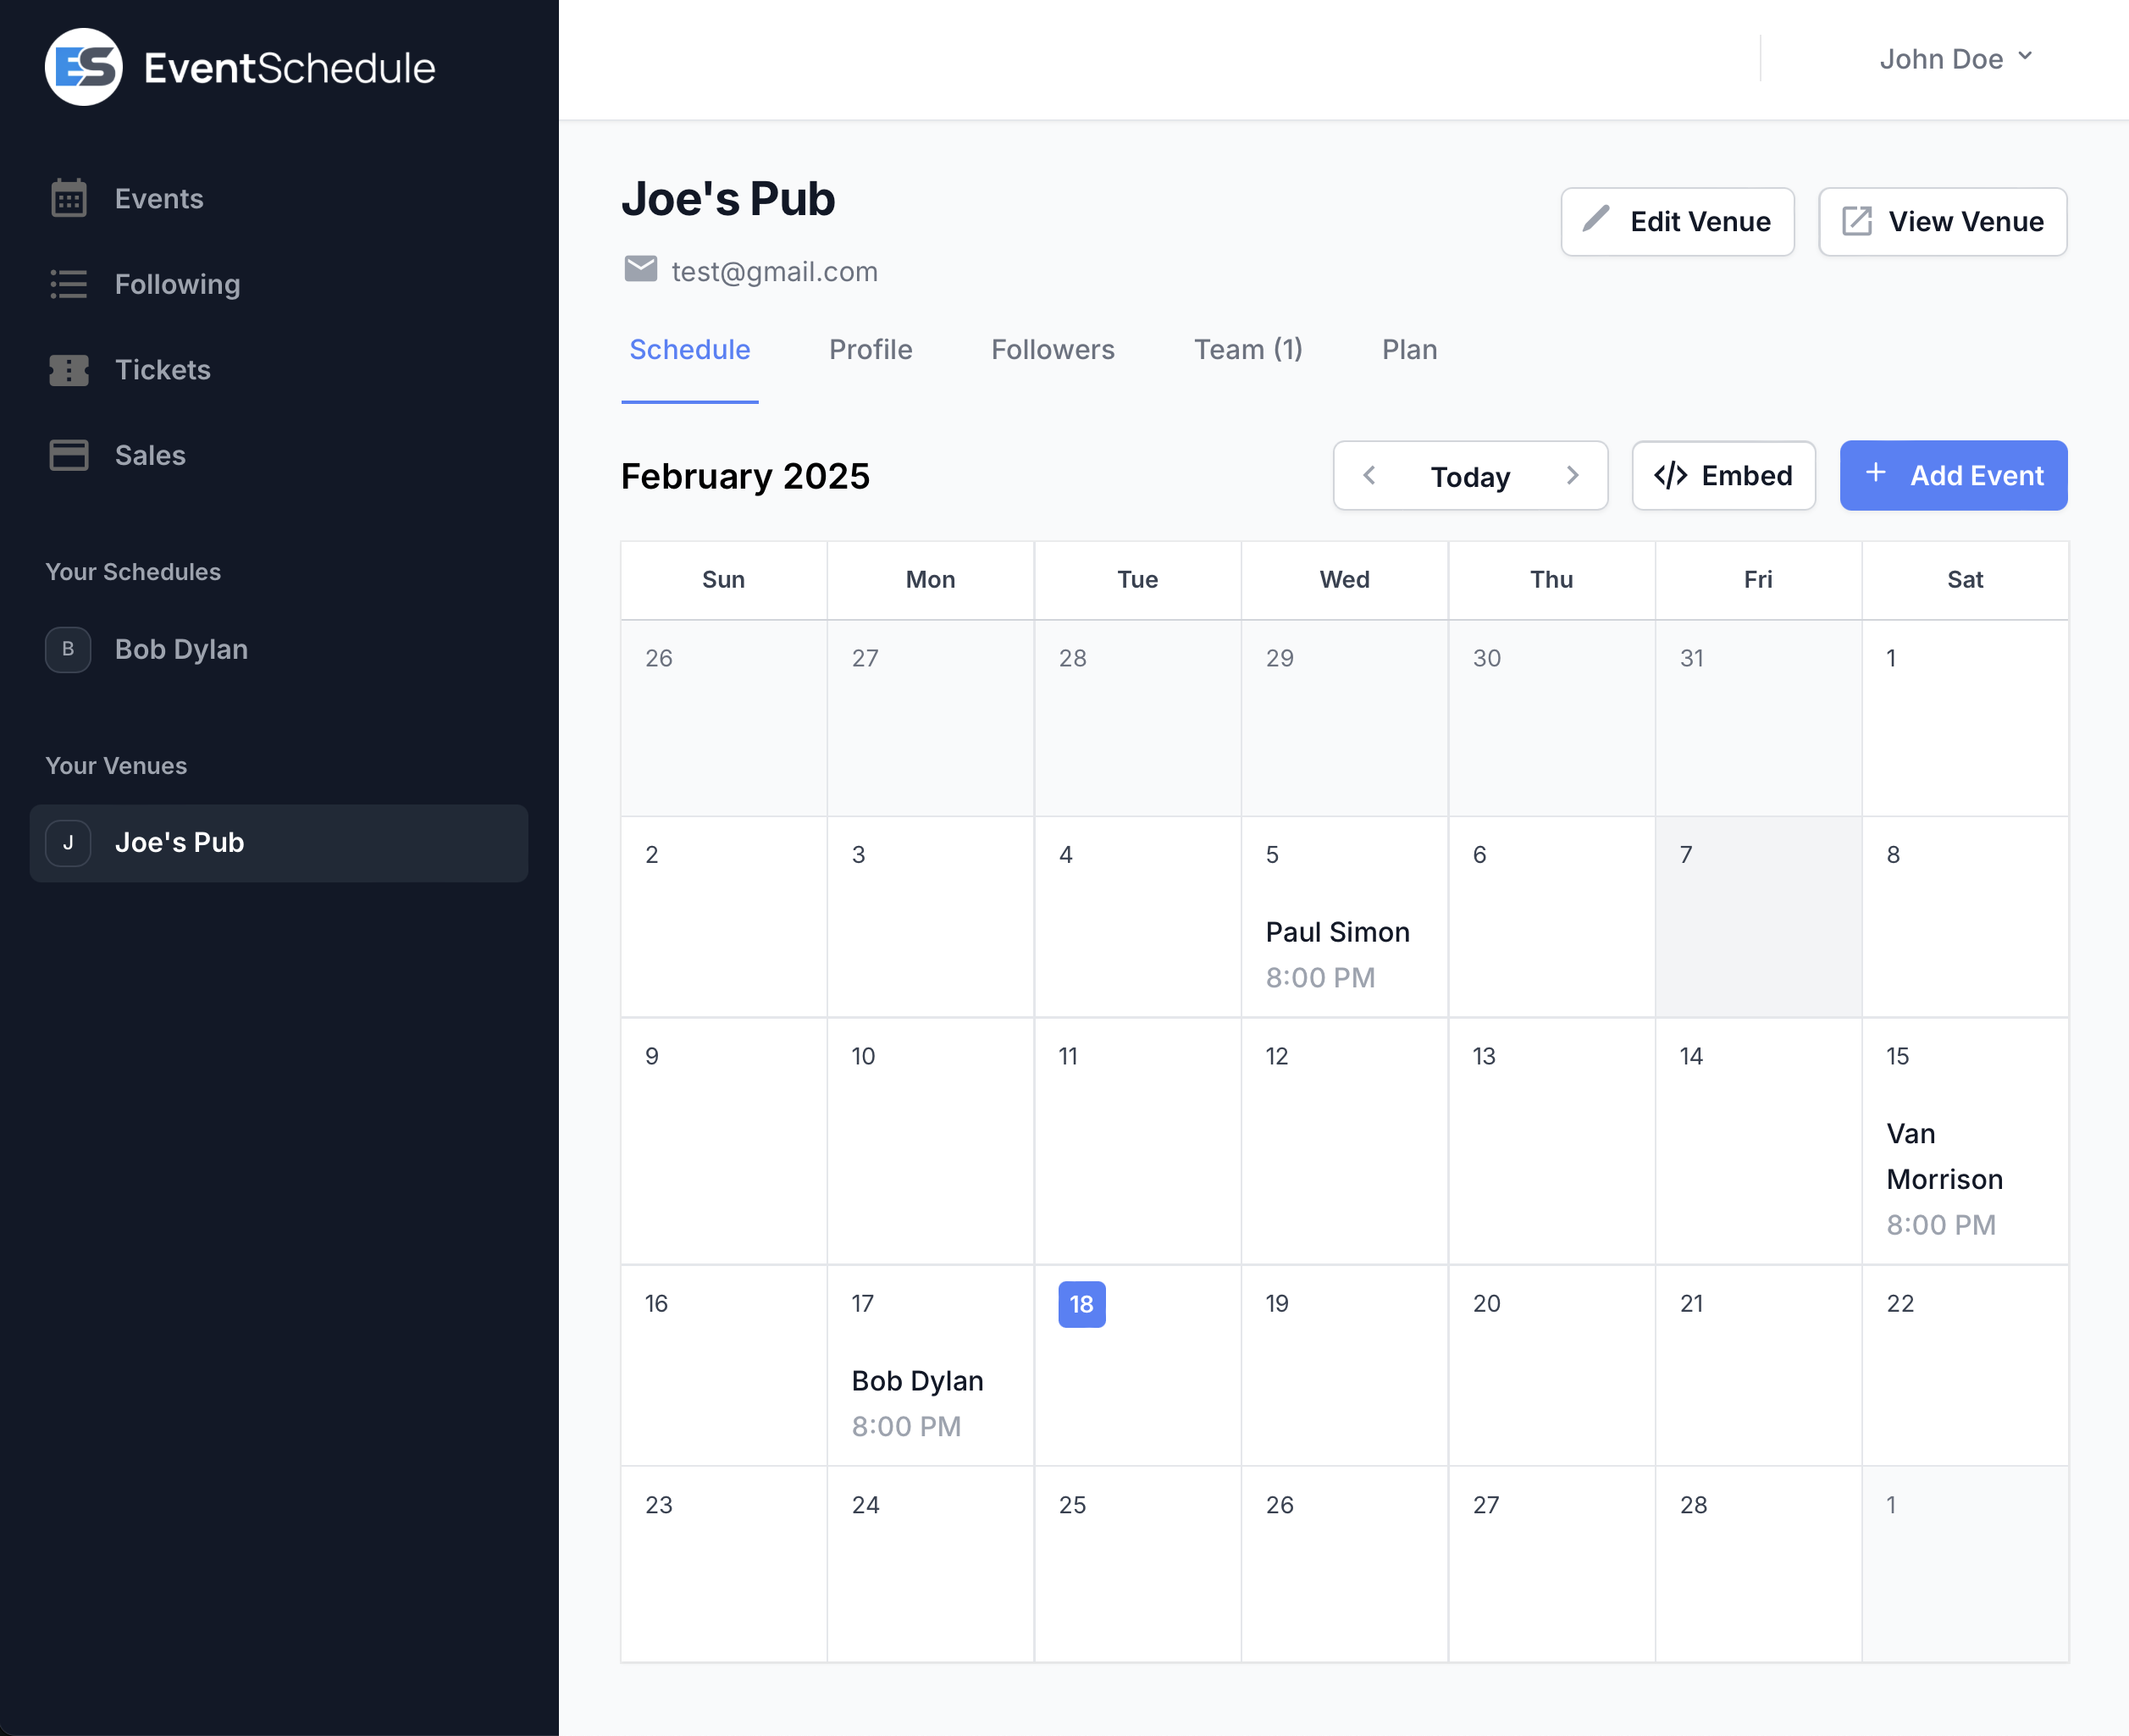 ES EventSchedule
John Doe
Events
Following
Tickets
Sales
Your Schedules
B Bob Dylan
Your Venues
J Joe's Pub
Joe's Pub
Edit Venue
View Venue
test@gmail.com
Schedule Profile Followers Team (1) Plan
February 2025
Today
Embed
+ Add Event
Sun Mon Tue Wed Thu Fri Sat
26 27 28 29 30 31 1
2 3 4 5 6 7 8
Paul Simon
8:00 PM
9 10 11 12 13 14 15
Van
Morrison
8:00 PM
16 17 18 19 20 21 22
Bob Dylan
8:00 PM
23 24 25 26 27 28 1